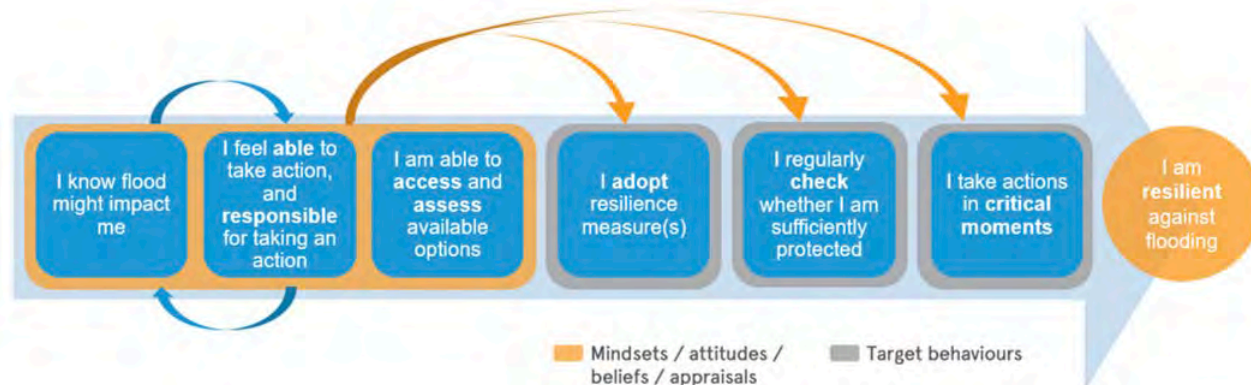 I know flood
might impact
me
I feel able to
take action,
and
responsible
for taking an
action
I am able to
access and
assess
available
options
I adopt
resilience
measure(s)
I regularly
check
whether I am
sufficiently
protected
I take actions
in critical
moments
I am
resilient
against
flooding
Mindsets / attitudes /
beliefs / appraisals
Target behaviours